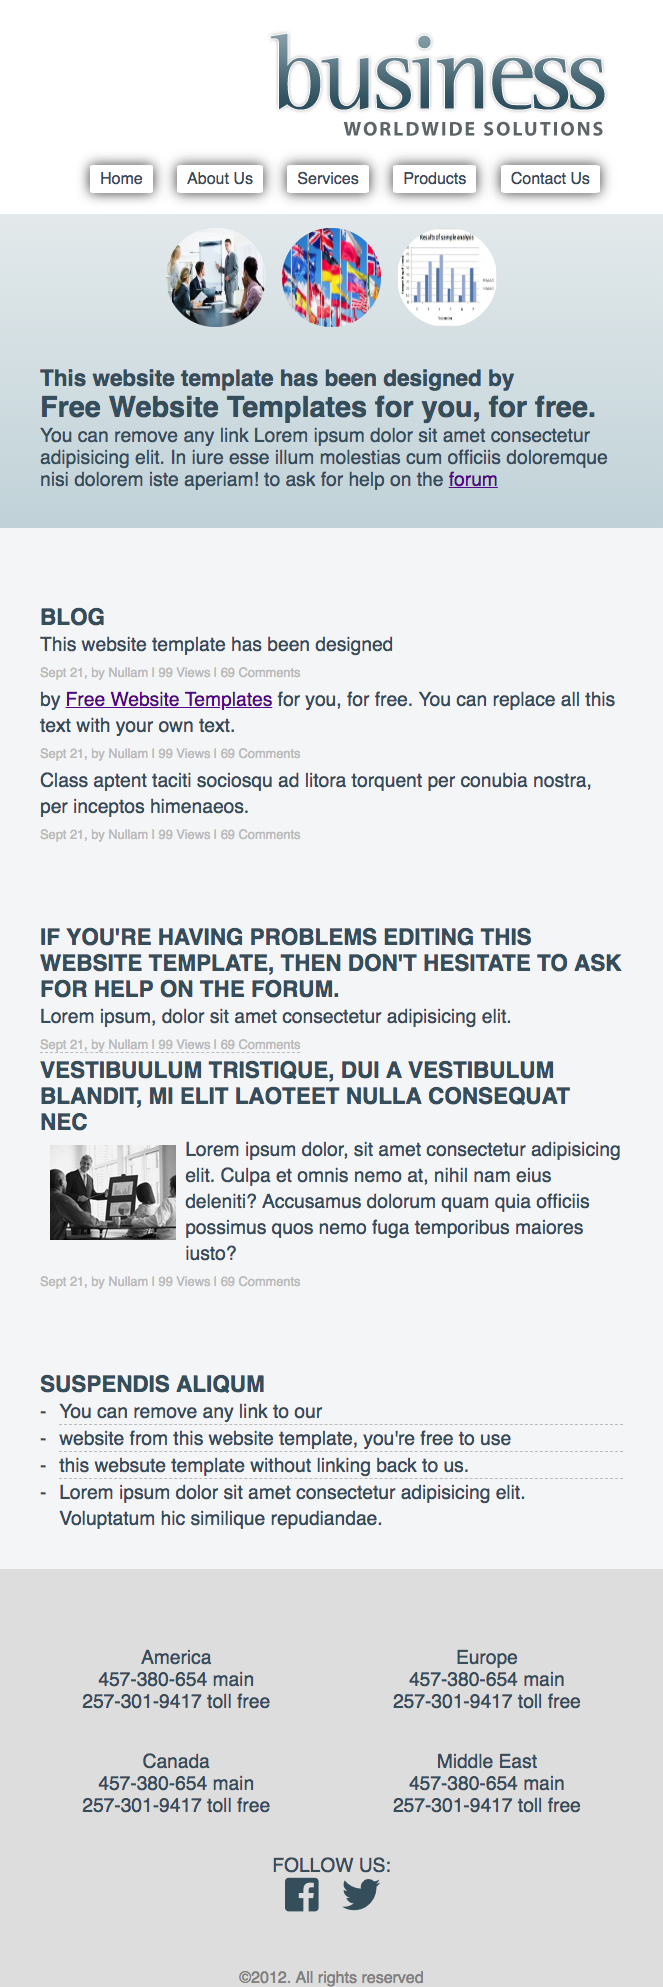 business
WORLDWIDE SOLUTIONS
Home About Us Services Products Contact Us
Results of sample analysis
This website template has been designed by
Free Website Templates for you, for free.
You can remove any link Lorem ipsum dolor sit amet consectetur
adipisicing elit. In iure esse illum molestias cum officiis doloremque
nisi dolorem iste aperiam! to ask for help on the forum
BLOG
This website template has been designed
Sept 21, by Nullam l 99 Views l 69 Comments
by Free Website Templates for you, for free. You can replace all this
text with your own text.
Sept 21, by Nullam l 99 Views l 69 Comments
Class aptent taciti sociosqu ad litora torquent per conubia nostra,
per inceptos himenaeos.
Sept 21, by Nullam l 99 Views l 69 Comments
IF YOU'RE HAVING PROBLEMS EDITING THIS
WEBSITE TEMPLATE, THEN DON'T HESITATE TO ASK
FOR HELP ON THE FORUM.
Lorem ipsum, dolor sit amet consectetur adipisicing elit.
Sept 21, by Nullam l 99 Views l 69 Comments
VESTIBUULUM TRISTIQUE, DUI A VESTIBULUM
BLANDIT, MI ELIT LAOTEET NULLA CONSEQUAT
NEC
Lorem ipsum dolor, sit amet consectetur adipisicing
elit. Culpa et omnis nemo at, nihil nam eius
deleniti? Accusamus dolorum quam quia officiis
possimus quos nemo fuga temporibus maiores
iusto?
Sept 21, by Nullam l 99 Views l 69 Comments
SUSPENDIS ALIQUM
- You can remove any link to our
- website from this website template, you're free to use
- this websute template without linking back to us.
- Lorem ipsum dolor sit amet consectetur adipisicing elit.
Voluptatum hic similique repudiandae.
America
457-380-654 main
257-301-9417 toll free
Europe
457-380-654 main
257-301-9417 toll free
Canada
457-380-654 main
257-301-9417 toll free
Middle East
457-380-654 main
257-301-9417 toll free
FOLLOW US:
©2012. All rights reserved